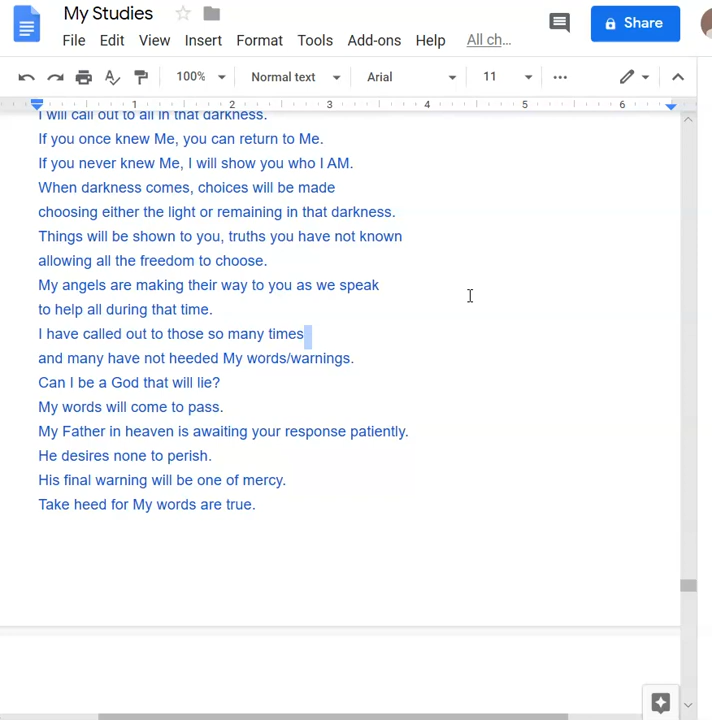 My Studies
File Edit View Insert Format Tools Add-ons Help All ch...
Share
100% Normal text Arial 11
1 2 3 4 5 6
I will call out to all in that darkness.
If you once knew Me, you can return to Me.
If you never knew Me, I will show you who I AM.
When darkness comes, choices will be made
choosing either the light or remaining in that darkness.
Things will be shown to you, truths you have not known
allowing all the freedom to choose.
My angels are making their way to you as we speak
to help all during that time.
I have called out to those so many times
and many have not heeded My words/warnings.
Can I be a God that will lie?
My words will come to pass.
My Father in heaven is awaiting your response patiently.
He desires none to perish.
His final warning will be one of mercy.
Take heed for My words are true.